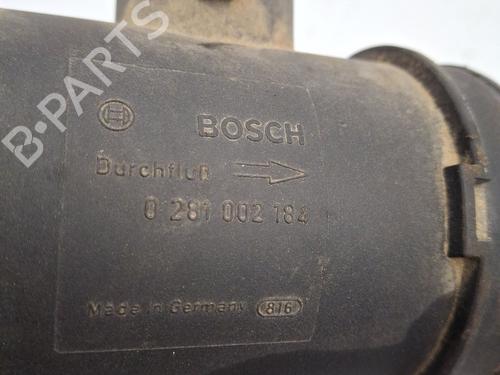 B-Parts
BOSCH
Durchfluß
0 281 002 184
Made in Germany 816